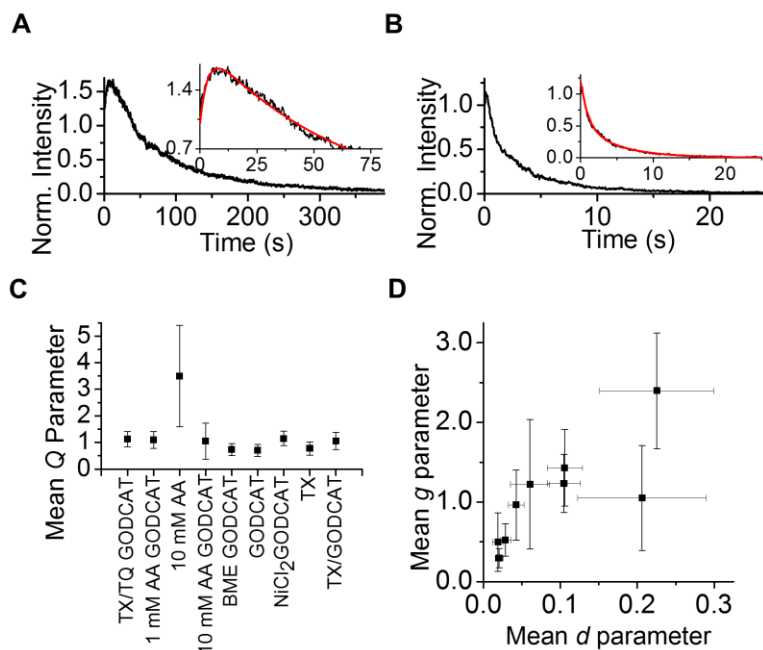 A
1.5
1.0
0.5
0.0
Norm. Intensity
0 100 200 300
Time (s)
1.4
0.7
0 25 50 75
B
1.0
0.5
0.0
Norm. Intensity
0 10 20
Time (s)
1.0
0.5
0.0
0 10 20
C
5
4
3
2
1
0
Mean Q Parameter
TX/TQ GODCAT
1 mM AA GODCAT
10 mM AA
10 mM AA GODCAT
BME GODCAT
GODCAT
NiCl₂GODCAT
TX
TX/GODCAT
D
3.0
2.0
1.0
0.0
Mean g parameter
0.0 0.1 0.2 0.3
Mean d parameter